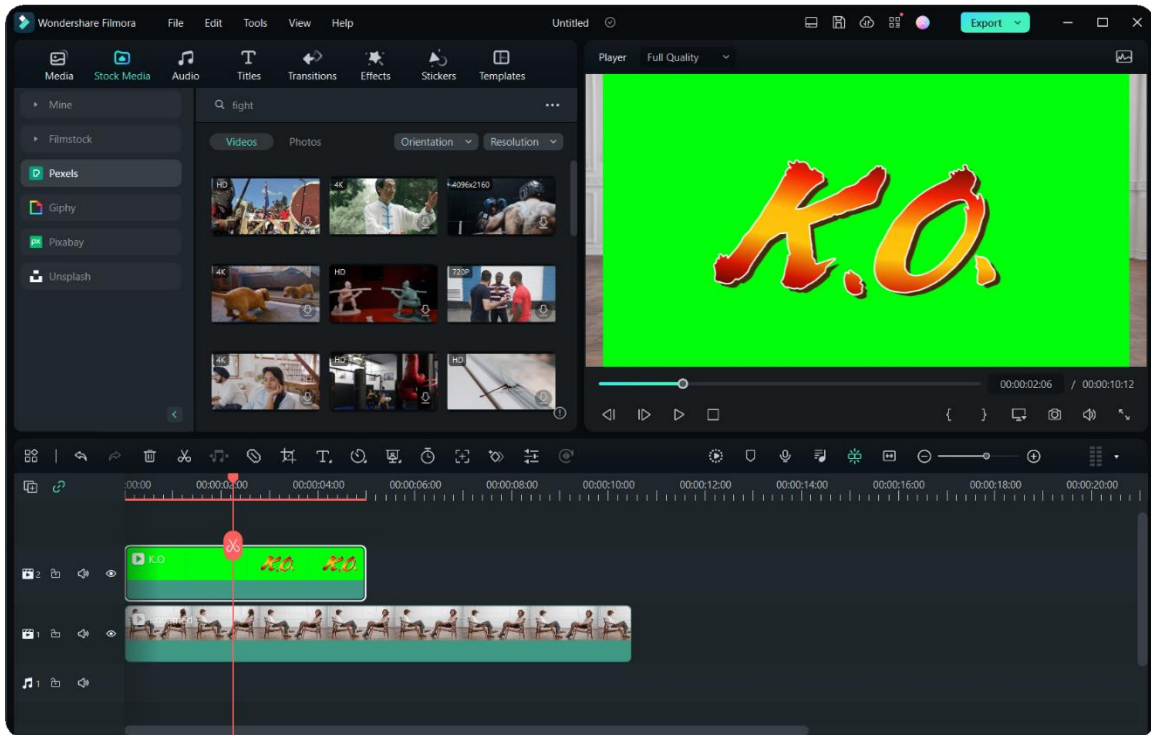 Wondershare Filmora File Edit Tools View Help Untitled Export
Media Stock Media Audio Titles Transitions Effects Stickers Templates
Player Full Quality
Mine
fight
Filmstock
Videos Photos Orientation Resolution
Pexels
HD 4K 4096x2160
Giphy
Pixabay
Unsplash
4K HD 720P
4K HD HD
K.O.
00:00:02:06 / 00:00:10:12
:00:00 00:00:02:00 00:00:04:00 00:00:06:00 00:00:08:00 00:00:10:00 00:00:12:00 00:00:14:00 00:00:16:00 00:00:18:00 00:00:20:00
2 K.O
K.O. K.O.
1
1